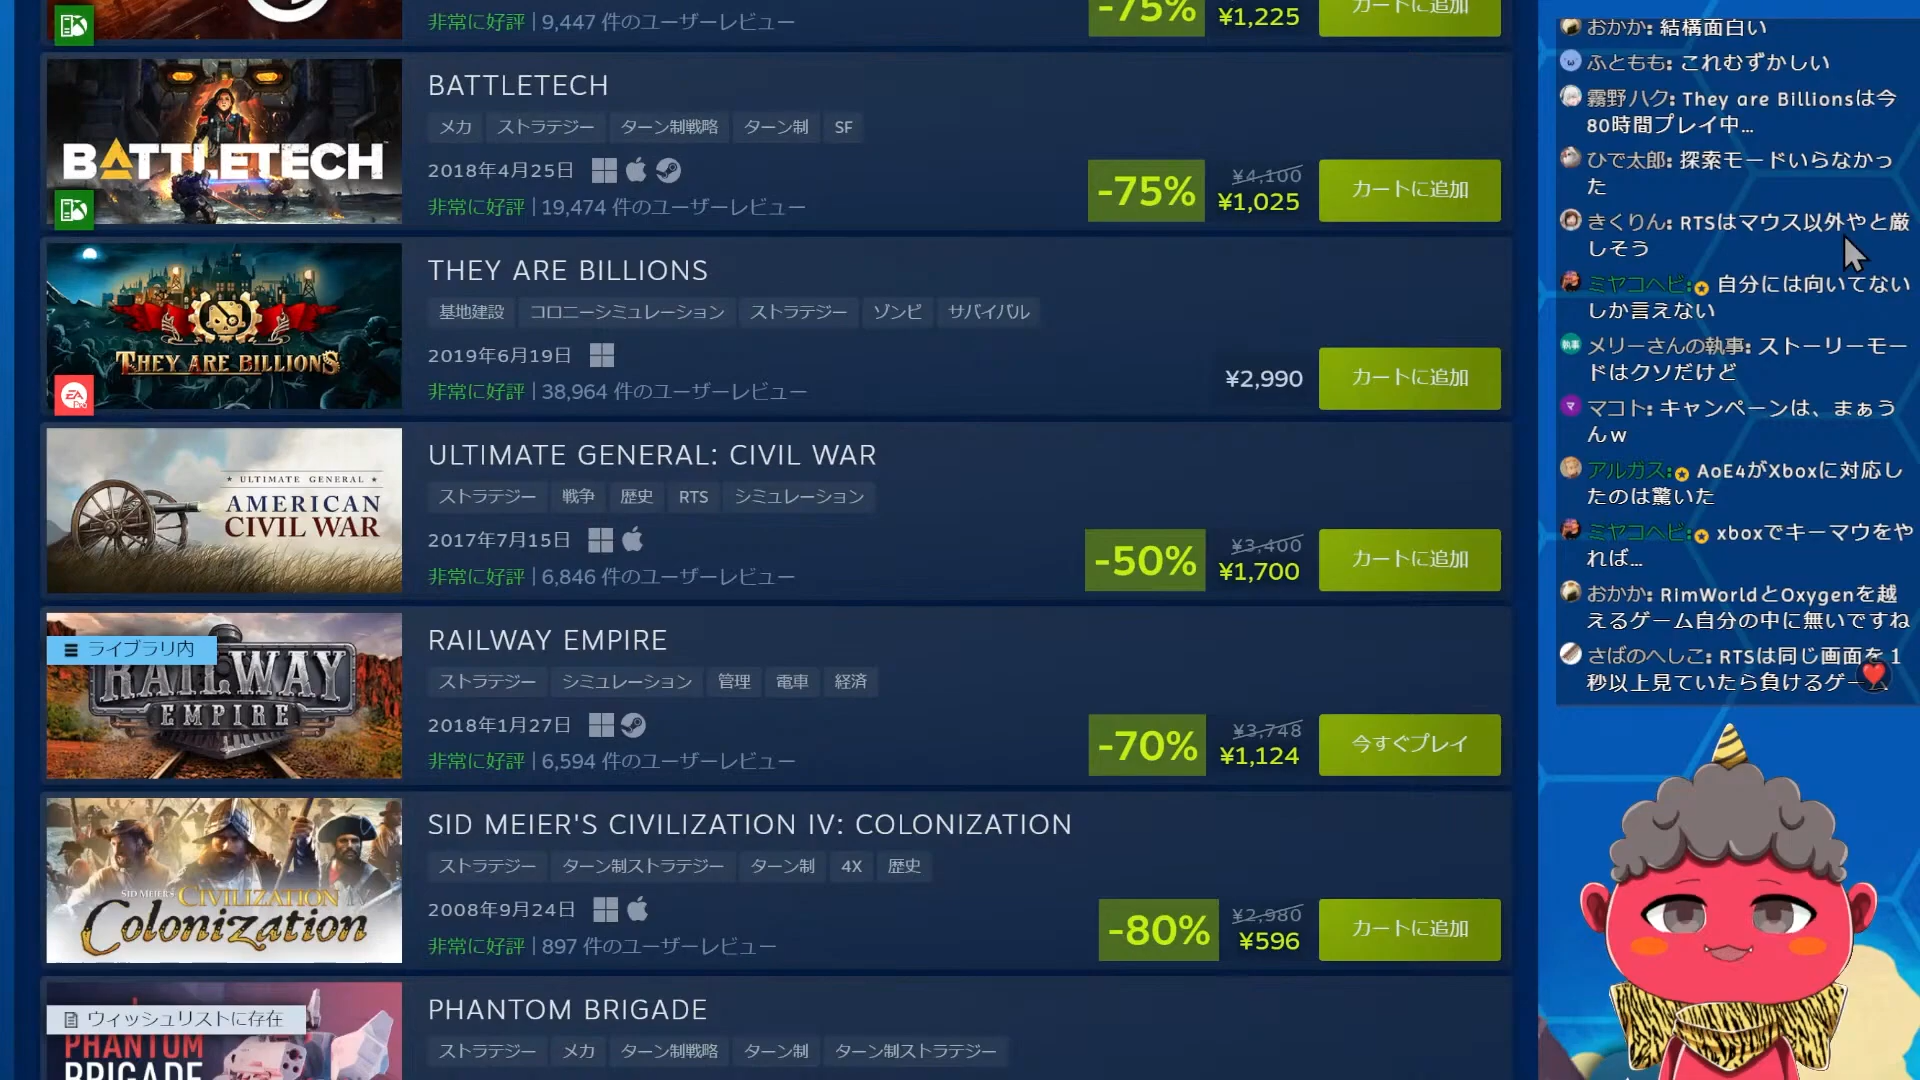 非常に好評 | 9,447 件のユーザーレビュー
-75%
¥1,225
カートに追加
BATTLETECH
BATTLETECH
メカ ストラテジー ターン制戦略 ターン制 SF
2018年4月25日
非常に好評 | 19,474 件のユーザーレビュー
-75%
¥4,100
¥1,025
カートに追加
THEY ARE BILLIONS
EA Play
THEY ARE BILLIONS
基地建設 コロニーシミュレーション ストラテジー ゾンビ サバイバル
2019年6月19日
非常に好評 | 38,964 件のユーザーレビュー
¥2,990
カートに追加
ULTIMATE GENERAL
AMERICAN
CIVIL WAR
ULTIMATE GENERAL: CIVIL WAR
ストラテジー 戦争 歴史 RTS シミュレーション
2017年7月15日
非常に好評 | 6,846 件のユーザーレビュー
-50%
¥3,400
¥1,700
カートに追加
ライブラリ内
RAILWAY
EMPIRE
RAILWAY EMPIRE
ストラテジー シミュレーション 管理 電車 経済
2018年1月27日
非常に好評 | 6,594 件のユーザーレビュー
-70%
¥3,748
¥1,124
今すぐプレイ
SID MEIER'S CIVILIZATION IV
Colonization
SID MEIER'S CIVILIZATION IV: COLONIZATION
ストラテジー ターン制ストラテジー ターン制 4X 歴史
2008年9月24日
非常に好評 | 897 件のユーザーレビュー
-80%
¥2,980
¥596
カートに追加
ウィッシュリストに存在
PHANTOM
BRIGADE
PHANTOM BRIGADE
ストラテジー メカ ターン制戦略 ターン制 ターン制ストラテジー
おかか: 結構面白い
ふともも: これむずかしい
霧野ハク: They are Billionsは今
80時間プレイ中…
ひで太郎: 探索モードいらなかっ
た
きくりん: RTSはマウス以外やと厳
しそう
ミヤコヘビ: 自分には向いてない
しか言えない
執事 メリーさんの執事: ストーリーモー
ドはクソだけど
マ マコト: キャンペーンは、まぁう
んw
アルガス: AoE4がXboxに対応し
たのは驚いた
ミヤコヘビ: xboxでキーマウをや
れば…
おかか: RimWorldとOxygenを越
えるゲーム自分の中に無いですね
さばのへしこ: RTSは同じ画面を1
秒以上見ていたら負けるゲー